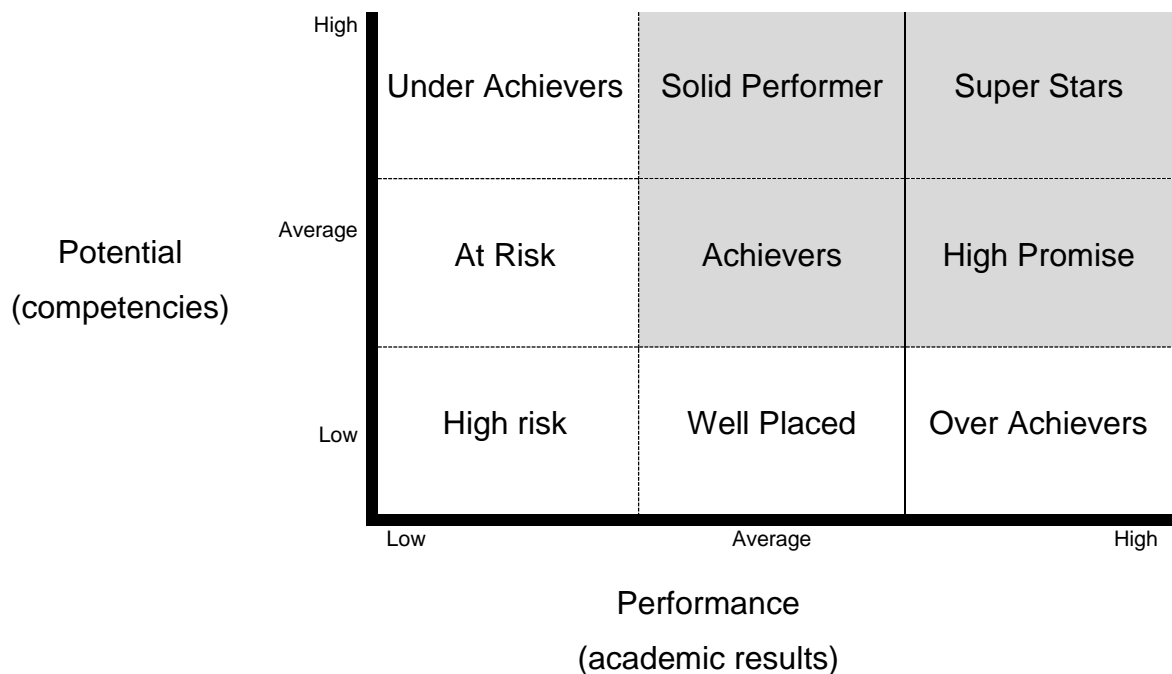 High
Under Achievers
Solid Performer
Super Stars
Potential
(competencies)
Average
At Risk
Achievers
High Promise
Low
High risk
Well Placed
Over Achievers
Low
Average
High
Performance
(academic results)